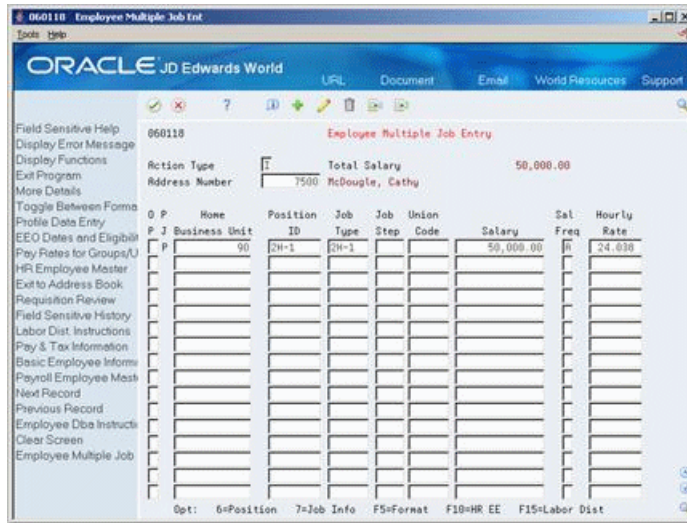 060118 Employee Multiple Job Ent
Tools Help
ORACLE JD Edwards World
URL Document Email World Resources Support
Field Sensitive Help
Display Error Message
Display Functions
Exit Program
More Details
Toggle Between Forma
Profile Data Entry
EEO Dates and Eligibilit
Pay Rates for Groups/U
HR Employee Master
Exit to Address Book
Requisition Review
Field Sensitive History
Labor Dist. Instructions
Pay & Tax Information
Basic Employee Inform
Payroll Employee Mast
Next Record
Previous Record
Employee Dba Instructi
Clear Screen
Employee Multiple Job
060118 Employee Multiple Job Entry
Action Type I Total Salary 50,000.00
Address Number 7500 McDougle, Cathy
O P Home Position Job Job Union Sal Hourly
P J Business Unit ID Type Step Code Salary Freq Rate
P 90 2H-1 2H-1 50,000.00 A 24.038
Opt: 6=Position 7=Job Info F5=Format F10=HR EE F15=Labor Dist